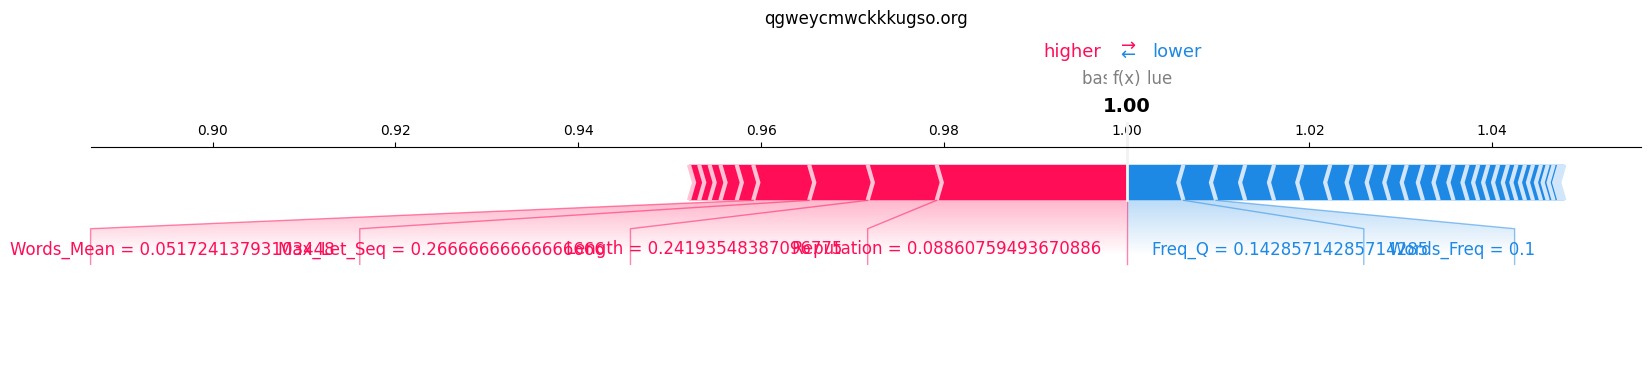 qgweycmwckkkugso.org
higher ⇄ lower
bas f(x) lue
1.00
0.90 0.92 0.94 0.96 0.98 1.00 1.02 1.04
Words_Mean = 0.05172413793103448 Max_Let_Seq = 0.26666666666666666 Length = 0.24193548387096775 Reputation = 0.08860759493670886 Freq_Q = 0.14285714285714285 Words_Freq = 0.1